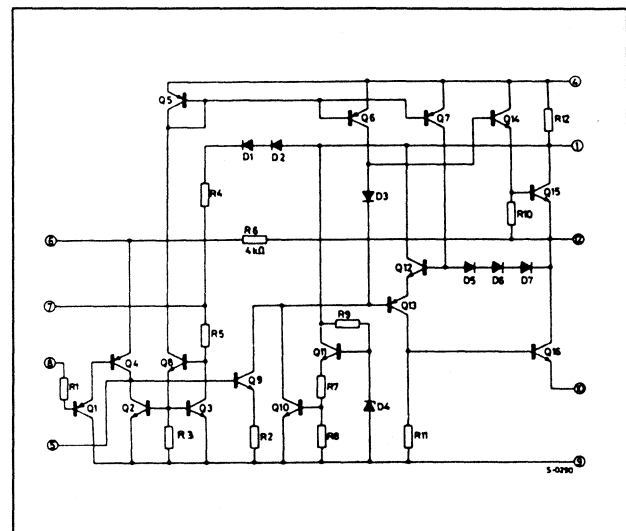 4
Q5
Q6
Q7
Q14
R12
D1
D2
1
R4
D3
Q15
R10
6
R6
4kΩ
12
Q12
D5
D6
D7
7
Q13
R9
R5
Q11
Q16
8
Q4
Q8
R1
Q9
R7
10
Q1
Q2
Q3
Q10
D4
5
R3
R2
R8
R11
9
S-0290